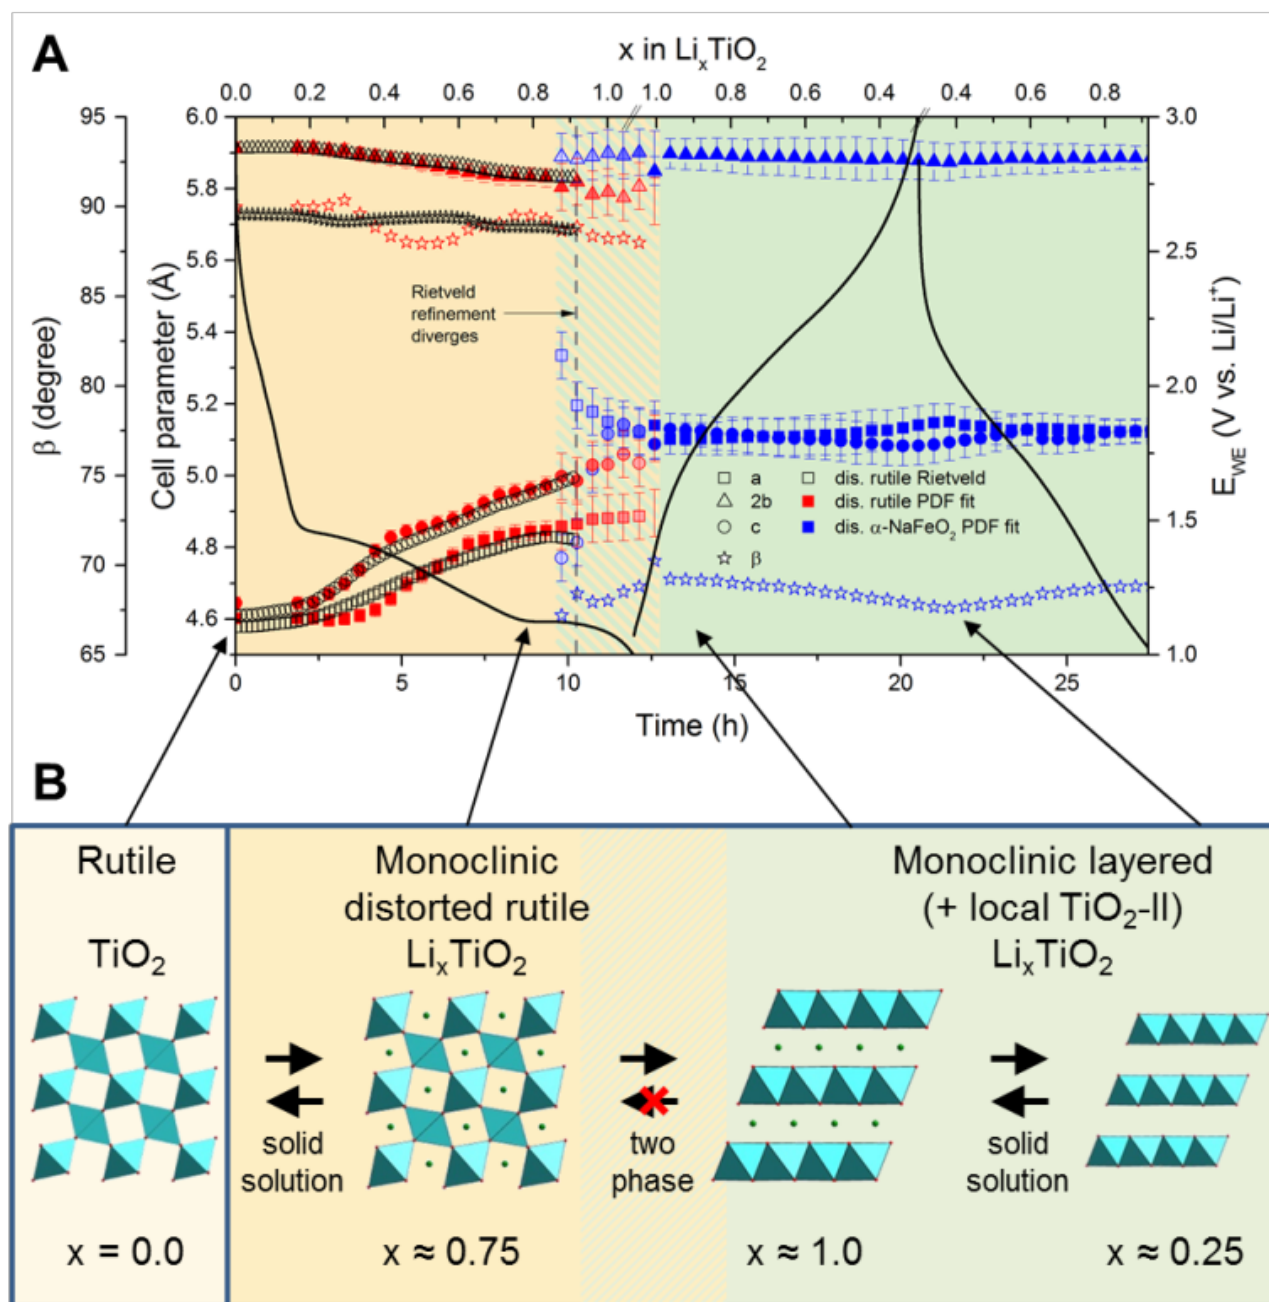 A
x in LiₓTiO₂
0.0 0.2 0.4 0.6 0.8 1.0 1.0 0.8 0.6 0.4 0.4 0.6 0.8
95
90
85
80
75
70
65
β (degree)
6.0
5.8
5.6
5.4
5.2
5.0
4.8
4.6
Cell parameter (Å)
Rietveld
refinement
diverges
a
2b
c
β
dis. rutile Rietveld
dis. rutile PDF fit
dis. α-NaFeO₂ PDF fit
3.0
2.5
2.0
1.5
1.0
E_WE (V vs. Li/Li⁺)
0 5 10 15 20 25
Time (h)
B
Rutile
TiO₂
x = 0.0
solid
solution
Monoclinic
distorted rutile
LiₓTiO₂
x ≈ 0.75
two
phase
Monoclinic layered
(+ local TiO₂-II)
LiₓTiO₂
x ≈ 1.0
solid
solution
x ≈ 0.25